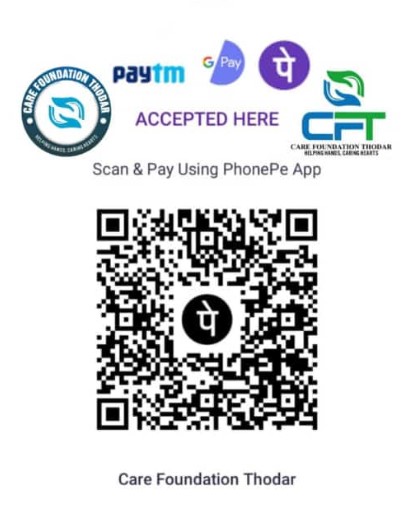 CARE FOUNDATION THODAR
HELPING HANDS, CARING HEARTS
paytm
G Pay
पे
ACCEPTED HERE
CFT
CARE FOUNDATION THODAR
HELPING HANDS, CARING HEARTS
Scan & Pay Using PhonePe App
पे
Care Foundation Thodar